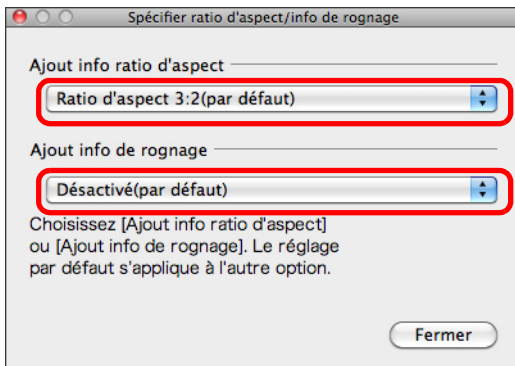 Spécifier ratio d'aspect/info de rognage
Ajout info ratio d'aspect
Ratio d'aspect 3:2(par défaut)
Ajout info de rognage
Désactivé(par défaut)
Choisissez [Ajout info ratio d'aspect]
ou [Ajout info de rognage]. Le réglage
par défaut s'applique à l'autre option.
Fermer